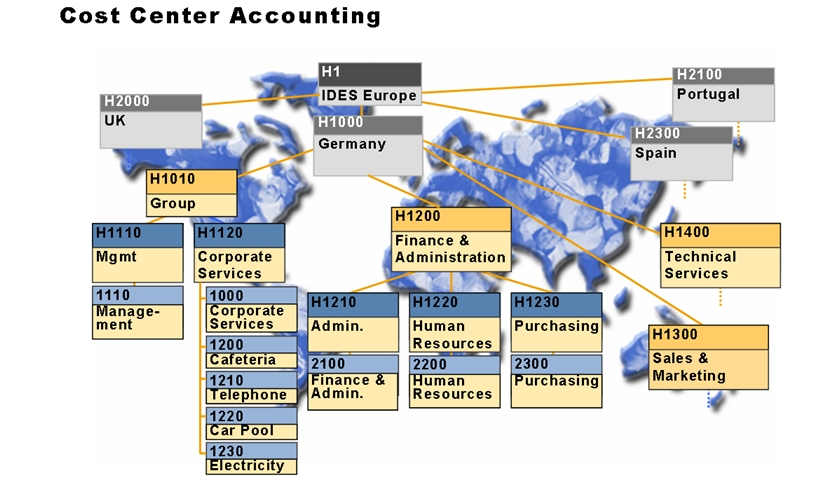 Cost Center Accounting
H1
IDES Europe
H2000
UK
H1000
Germany
H2100
Portugal
H2300
Spain
H1010
Group
H1110
Mgmt
1110
Manage-
ment
H1120
Corporate
Services
1000
Corporate
Services
1200
Cafeteria
1210
Telephone
1220
Car Pool
1230
Electricity
H1200
Finance &
Administration
H1210
Admin.
2100
Finance &
Admin.
H1220
Human
Resources
2200
Human
Resources
H1230
Purchasing
2300
Purchasing
H1400
Technical
Services
H1300
Sales &
Marketing